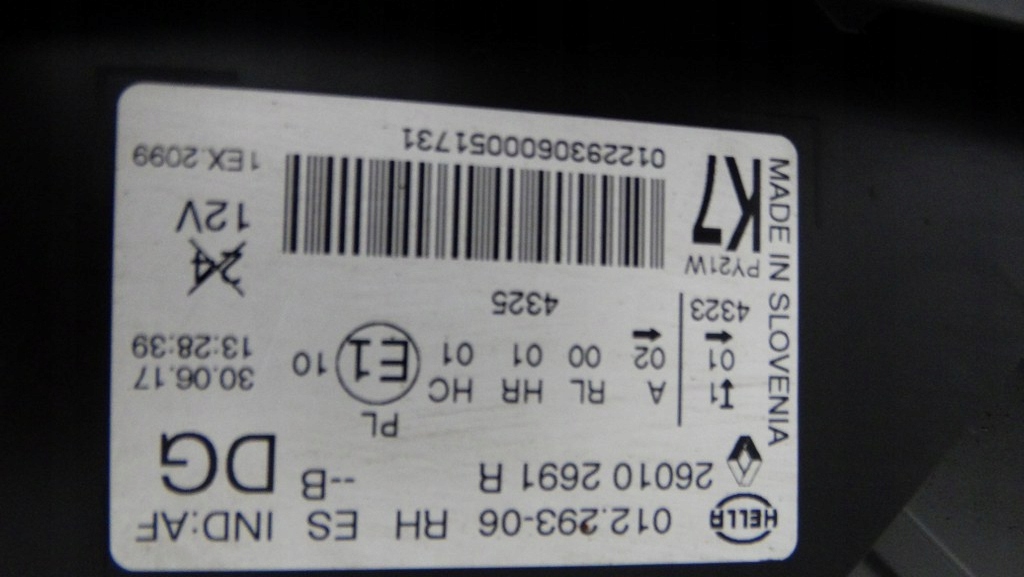 HELLA 012.293-06 RH ES IND:AF
26010 2691 R --B DG
PL
I1 A RL HR HC E1 10 30.06.17
01 02 00 01 01 13:28:39
4323 4325 24
PY21W 12V
K7 1EX.2099
0122930600051731
MADE IN SLOVENIA